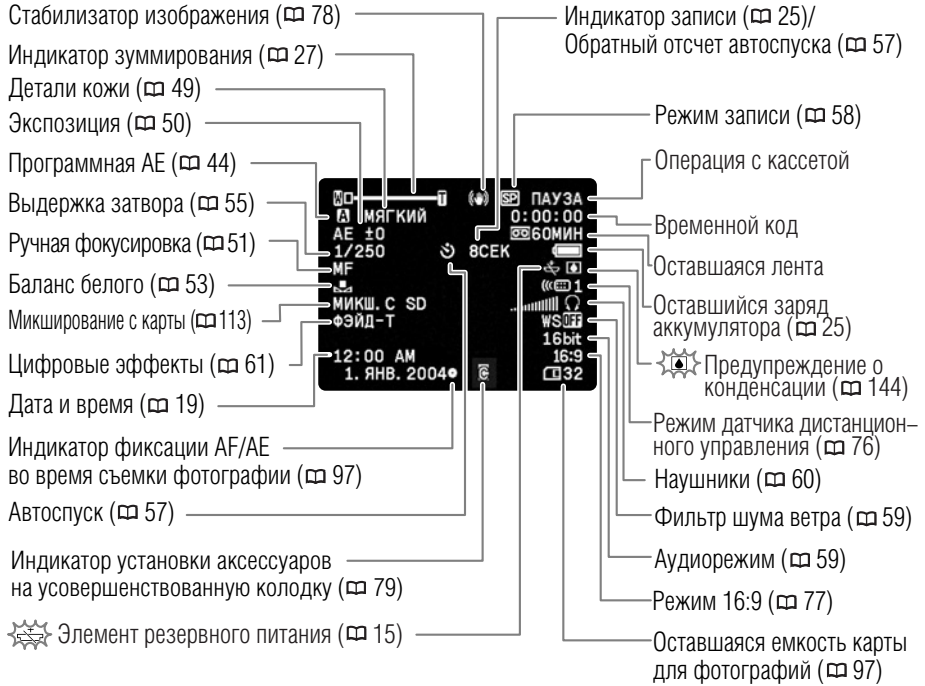 Стабилизатор изображения (78)
Индикатор зуммирования (27)
Детали кожи (49)
Экспозиция (50)
Программная АЕ (44)
Выдержка затвора (55)
Ручная фокусировка (51)
Баланс белого (53)
Микширование с карты (113)
Цифровые эффекты (61)
Дата и время (19)
Индикатор фиксации AF/AE
во время съемки фотографии (97)
Автоспуск (57)
Индикатор установки аксессуаров
на усовершенствованную колодку (79)
Элемент резервного питания (15)
W T SP ПАУЗА
A МЯГКИЙ 0:00:00
AE ±0 60МИН
1/250 8СЕК
MF
1
МИКШ. С SD
ФЭЙД-Т WS OFF
16bit
12:00 AM 16:9
1. ЯНВ. 2004 C 32
Индикатор записи (25)/
Обратный отсчет автоспуска (57)
Режим записи (58)
Операция с кассетой
Временной код
Оставшаяся лента
Оставшийся заряд
аккумулятора (25)
Предупреждение о
конденсации (144)
Режим датчика дистанцион–
ного управления (76)
Наушники (60)
Фильтр шума ветра (59)
Аудиорежим (59)
Режим 16:9 (77)
Оставшаяся емкость карты
для фотографий (97)